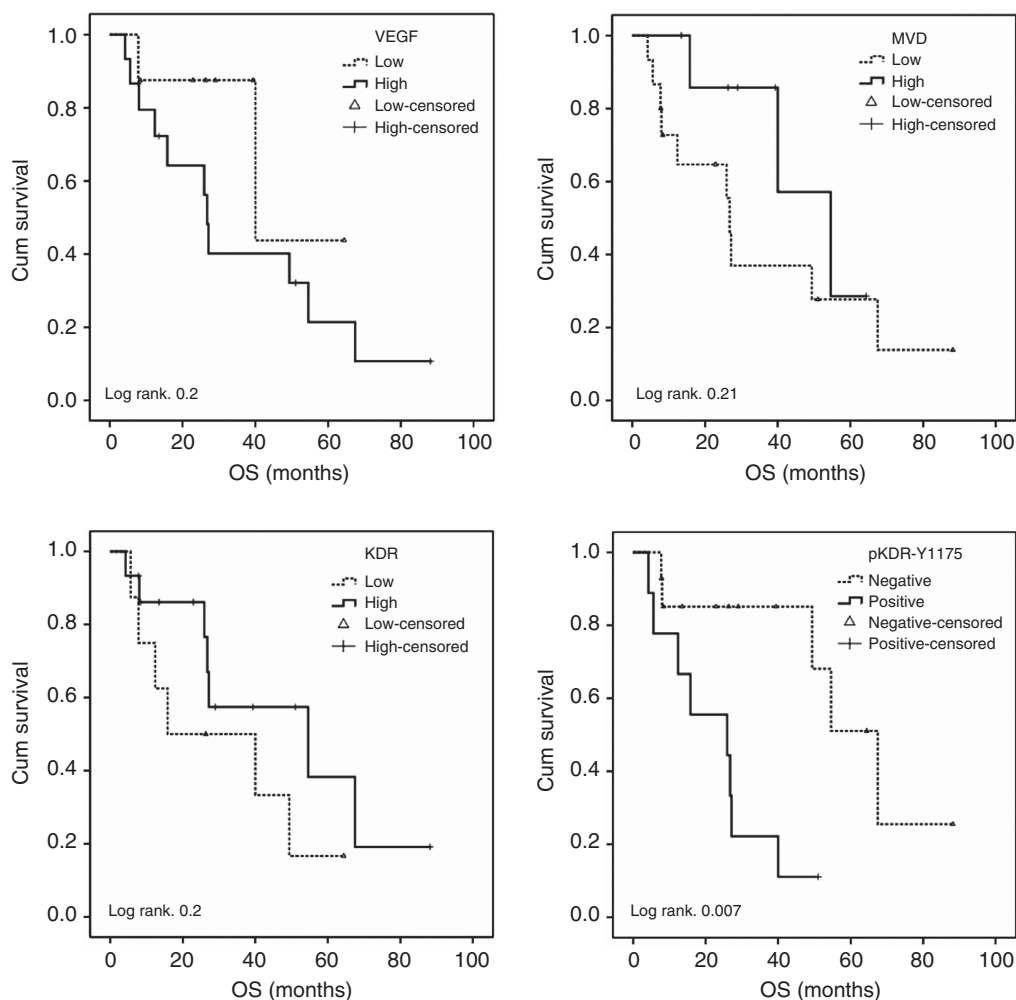 VEGF
Low
High
Low-censored
High-censored
1.0
0.8
0.6
0.4
0.2
0.0
Cum survival
Log rank. 0.2
0 20 40 60 80 100
OS (months)
MVD
Low
High
Low-censored
High-censored
1.0
0.8
0.6
0.4
0.2
0.0
Cum survival
Log rank. 0.21
0 20 40 60 80 100
OS (months)
KDR
Low
High
Low-censored
High-censored
1.0
0.8
0.6
0.4
0.2
0.0
Cum survival
Log rank. 0.2
0 20 40 60 80 100
OS (months)
pKDR-Y1175
Negative
Positive
Negative-censored
Positive-censored
1.0
0.8
0.6
0.4
0.2
0.0
Cum survival
Log rank. 0.007
0 20 40 60 80 100
OS (months)